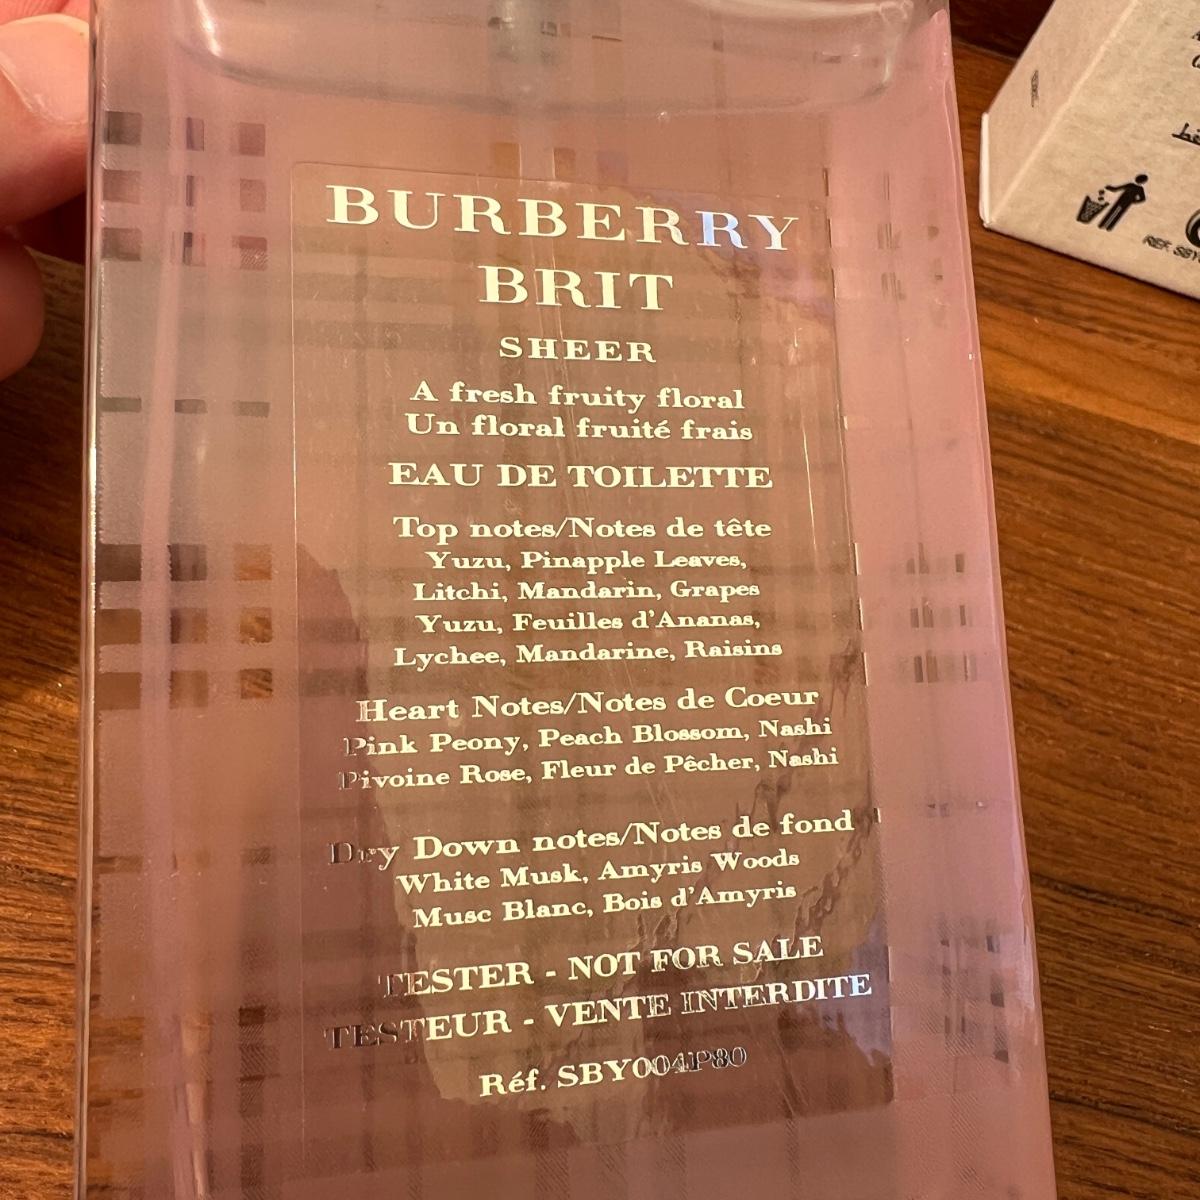 BURBERRY
BRIT
SHEER
A fresh fruity floral
Un floral fruité frais
EAU DE TOILETTE
Top notes/Notes de tête
Yuzu, Pinapple Leaves,
Litchi, Mandarin, Grapes
Yuzu, Feuilles d'Ananas,
Lychee, Mandarine, Raisins
Heart Notes/Notes de Coeur
Pink Peony, Peach Blossom, Nashi
Pivoine Rose, Fleur de Pêcher, Nashi
Dry Down notes/Notes de fond
White Musk, Amyris Woods
Musc Blanc, Bois d'Amyris
TESTER - NOT FOR SALE
TESTEUR - VENTE INTERDITE
Réf. SBY004P80
REF. SBY